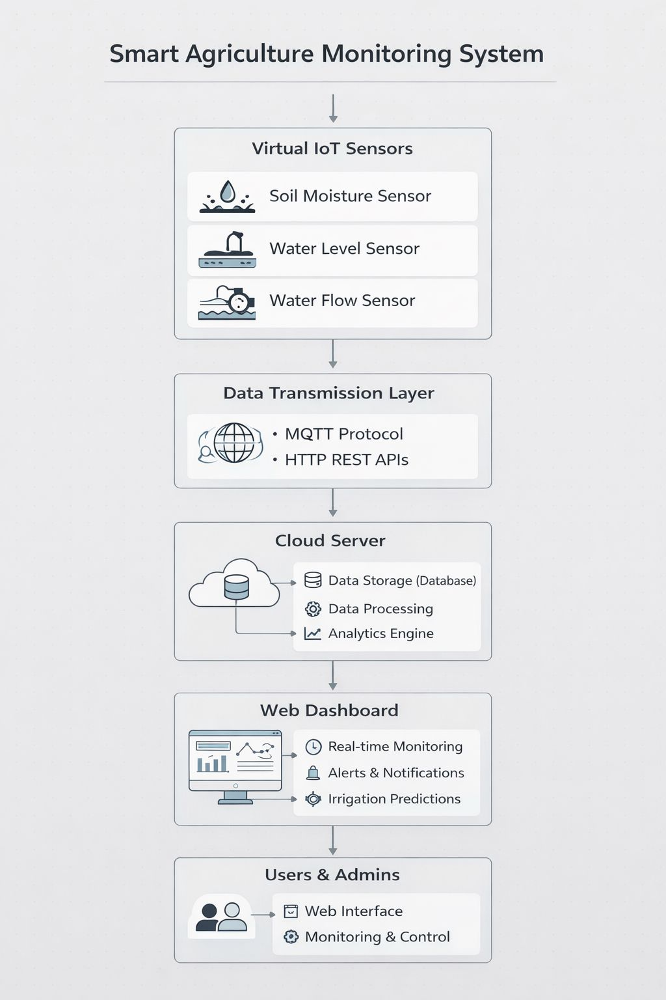 Smart Agriculture Monitoring System
Virtual IoT Sensors
Soil Moisture Sensor
Water Level Sensor
Water Flow Sensor
Data Transmission Layer
• MQTT Protocol
• HTTP REST APIs
Cloud Server
Data Storage (Database)
Data Processing
Analytics Engine
Web Dashboard
Real-time Monitoring
Alerts & Notifications
Irrigation Predictions
Users & Admins
Web Interface
Monitoring & Control